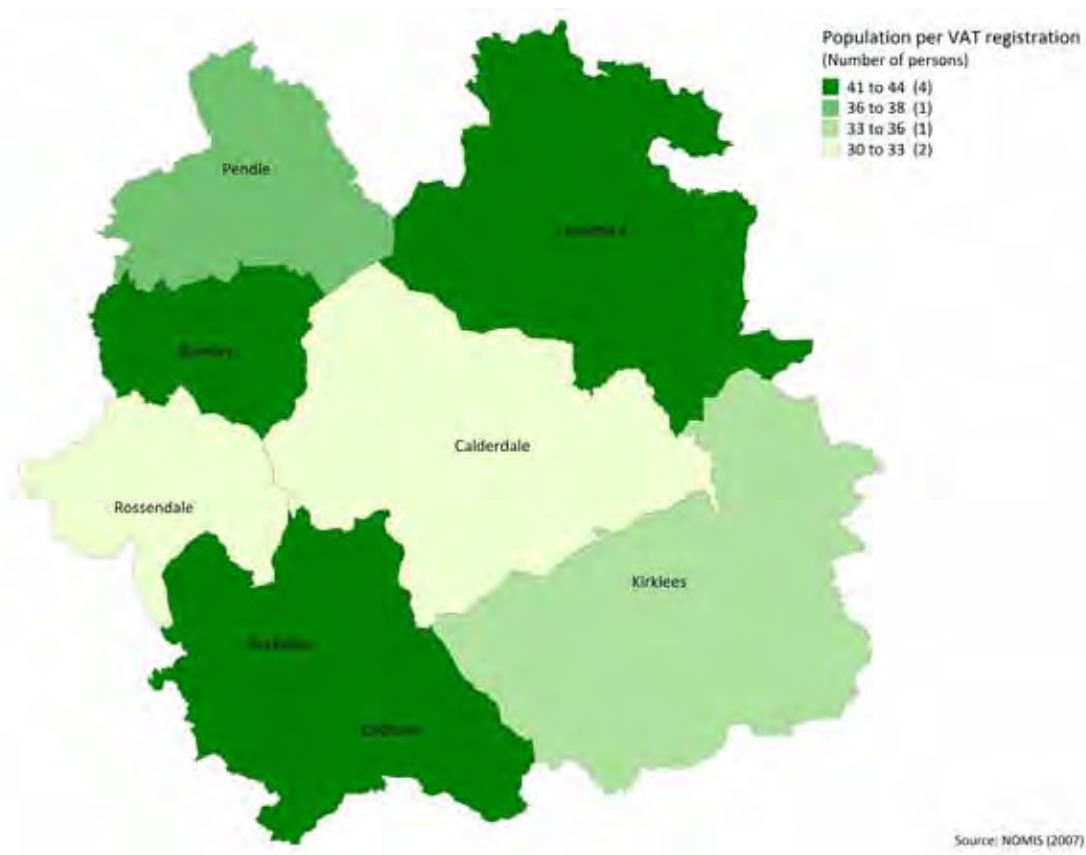 Population per VAT registration
(Number of persons)
41 to 44 (4)
36 to 38 (1)
33 to 36 (1)
30 to 33 (2)
Pendle
Burnley
Calderdale
Rossendale
Kirklees
Rochdale
Oldham
Source: NOMIS (2007)